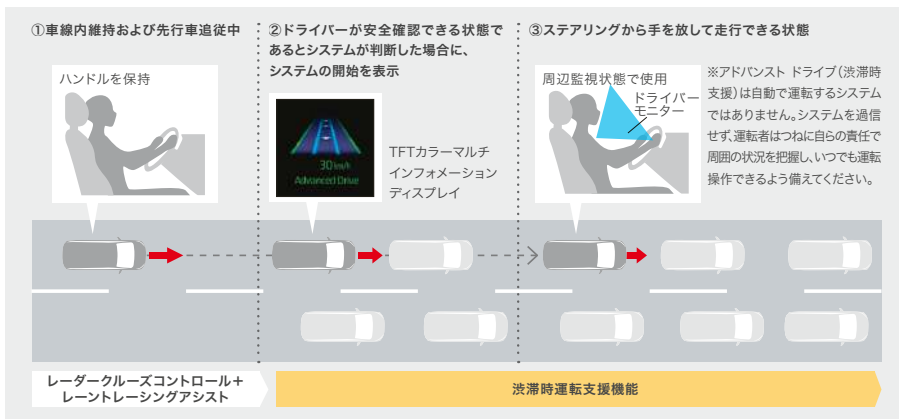 ①車線内維持および先行車追従中
②ドライバーが安全確認できる状態で
あるとシステムが判断した場合に、
システムの開始を表示
③ステアリングから手を放して走行できる状態
ハンドルを保持
30km/h
Advanced Drive
TFTカラーマルチ
インフォメーション
ディスプレイ
周辺監視状態で使用
ドライバー
モニター
※アドバンスト ドライブ(渋滞時
支援)は自動で運転するシステム
ではありません。システムを過信
せず、運転者はつねに自らの責任で
周囲の状況を把握し、いつでも運転
操作できるよう備えてください。
レーダークルーズコントロール＋
レーントレーシングアシスト
渋滞時運転支援機能